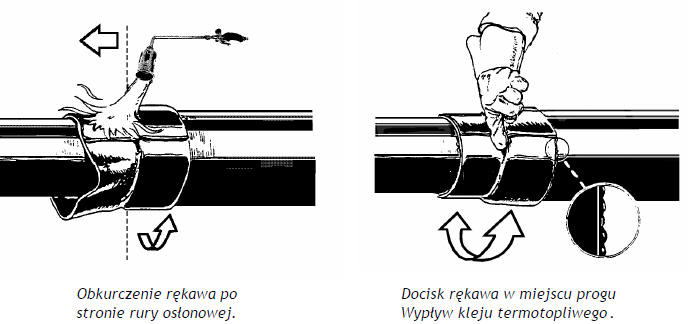 Obkurczenie rękawa po
stronie rury osłonowej.
Docisk rękawa w miejscu progu
Wypływ kleju termotopliwego.